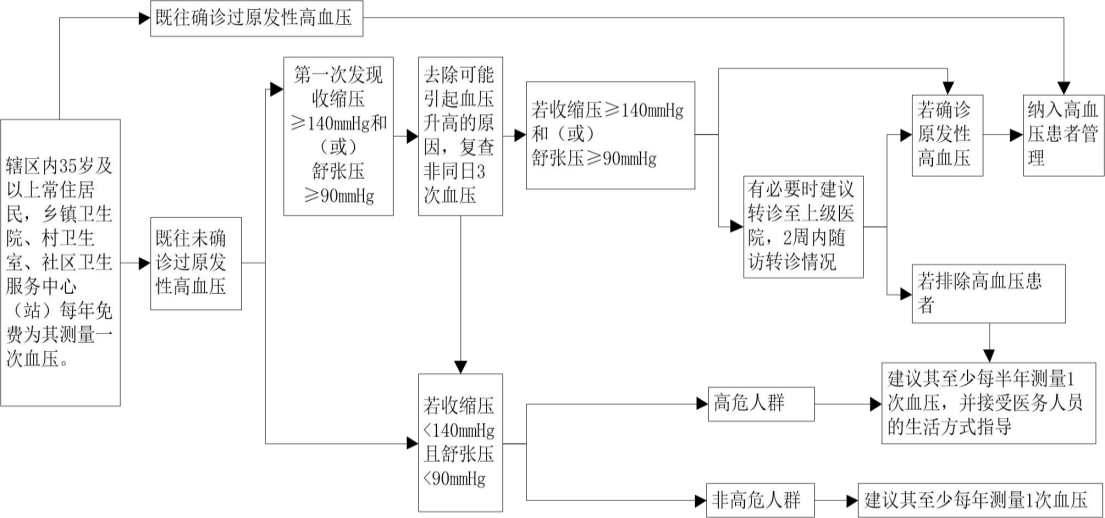 既往确诊过原发性高血压
辖区内35岁及
以上常住居
民，乡镇卫生
院、村卫生
室、社区卫生
服务中心
（站）每年免
费为其测量一
次血压。
既往未确
诊过原发
性高血压
第一次发现
收缩压
≥140mmHg和
（或）
舒张压
≥90mmHg
去除可能
引起血压
升高的原
因，复查
非同日3
次血压
若收缩压≥140mmHg
和（或）
舒张压≥90mmHg
若确诊
原发性
高血压
纳入高血
压患者管
理
有必要时建议
转诊至上级医
院，2周内随
访转诊情况
若排除高血压患
者
若收缩压
<140mmHg
且舒张压
<90mmHg
高危人群
建议其至少每半年测量1
次血压，并接受医务人员
的生活方式指导
非高危人群
建议其至少每年测量1次血压